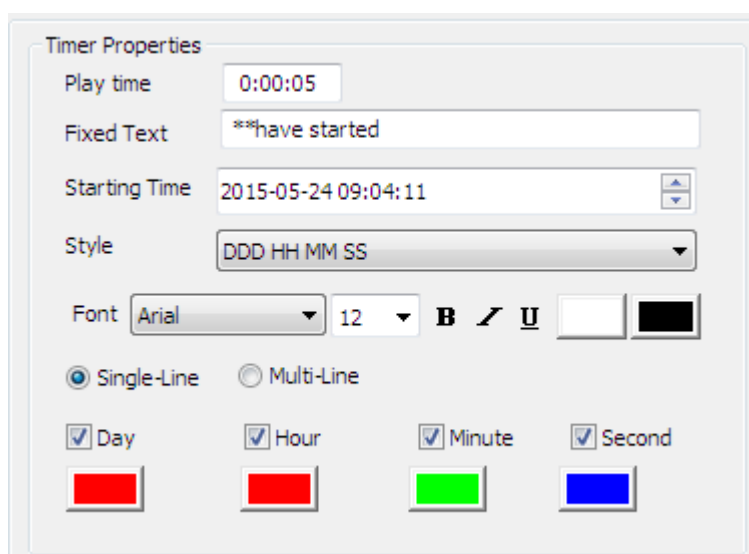 Timer Properties
Play time 0:00:05
Fixed Text **have started
Starting Time 2015-05-24 09:04:11
Style DDD HH MM SS
Font Arial 12 B I U
Single-Line Multi-Line
Day Hour Minute Second